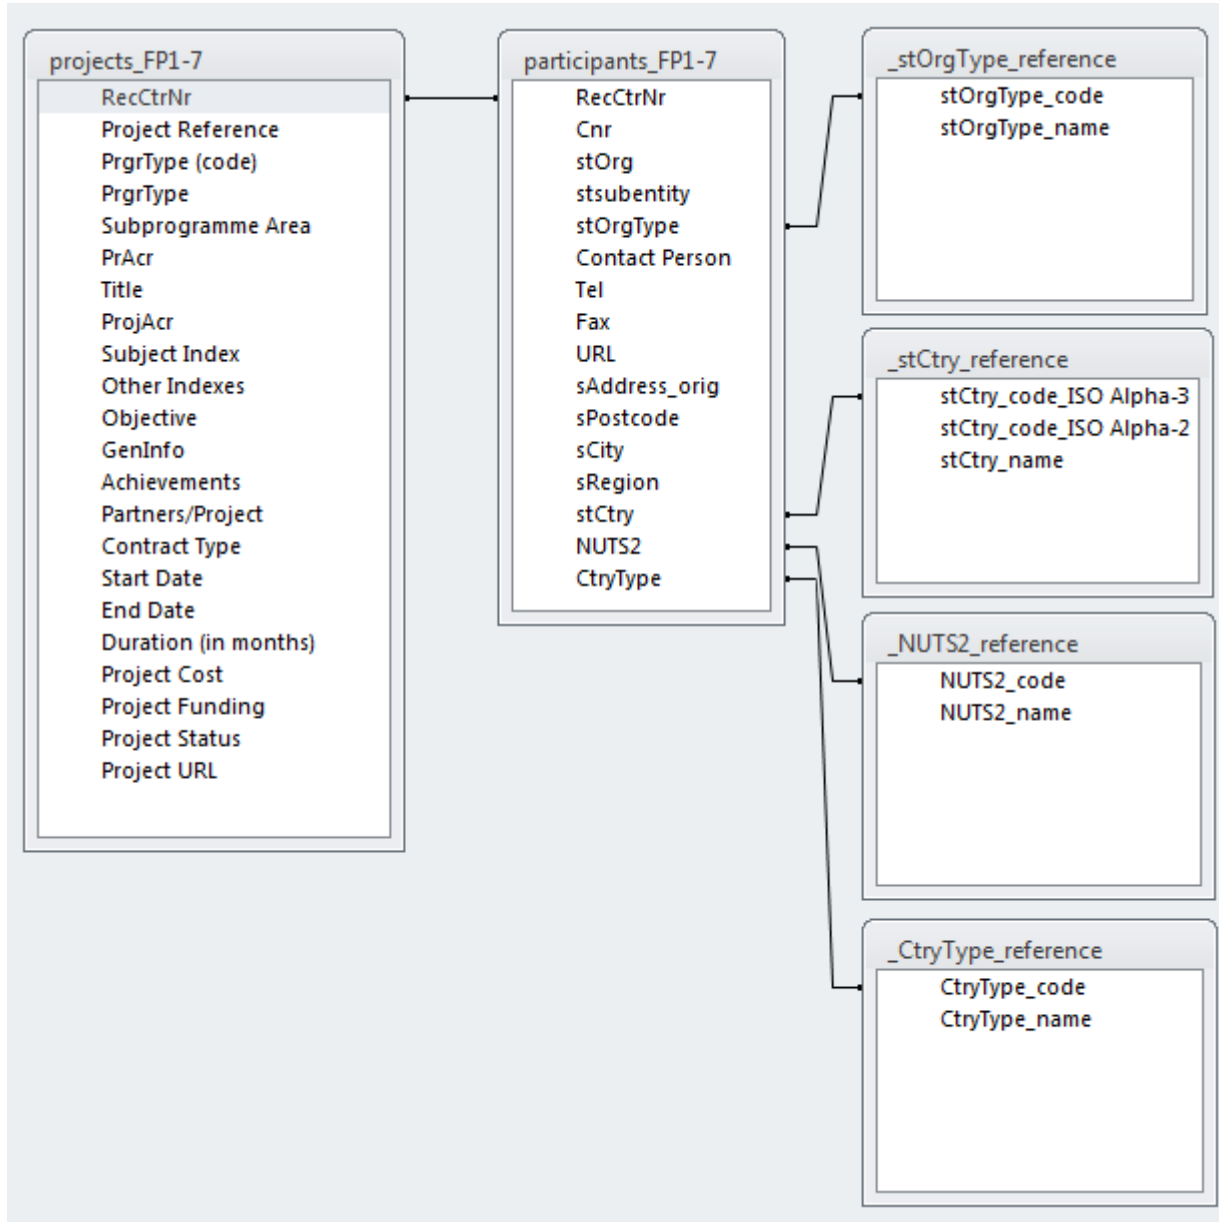 projects_FP1-7
RecCtrNr
Project Reference
PrgrType (code)
PrgrType
Subprogramme Area
PrAcr
Title
ProjAcr
Subject Index
Other Indexes
Objective
GenInfo
Achievements
Partners/Project
Contract Type
Start Date
End Date
Duration (in months)
Project Cost
Project Funding
Project Status
Project URL
participants_FP1-7
RecCtrNr
Cnr
stOrg
stsubentity
stOrgType
Contact Person
Tel
Fax
URL
sAddress_orig
sPostcode
sCity
sRegion
stCtry
NUTS2
CtryType
_stOrgType_reference
stOrgType_code
stOrgType_name
_stCtry_reference
stCtry_code_ISO Alpha-3
stCtry_code_ISO Alpha-2
stCtry_name
_NUTS2_reference
NUTS2_code
NUTS2_name
_CtryType_reference
CtryType_code
CtryType_name